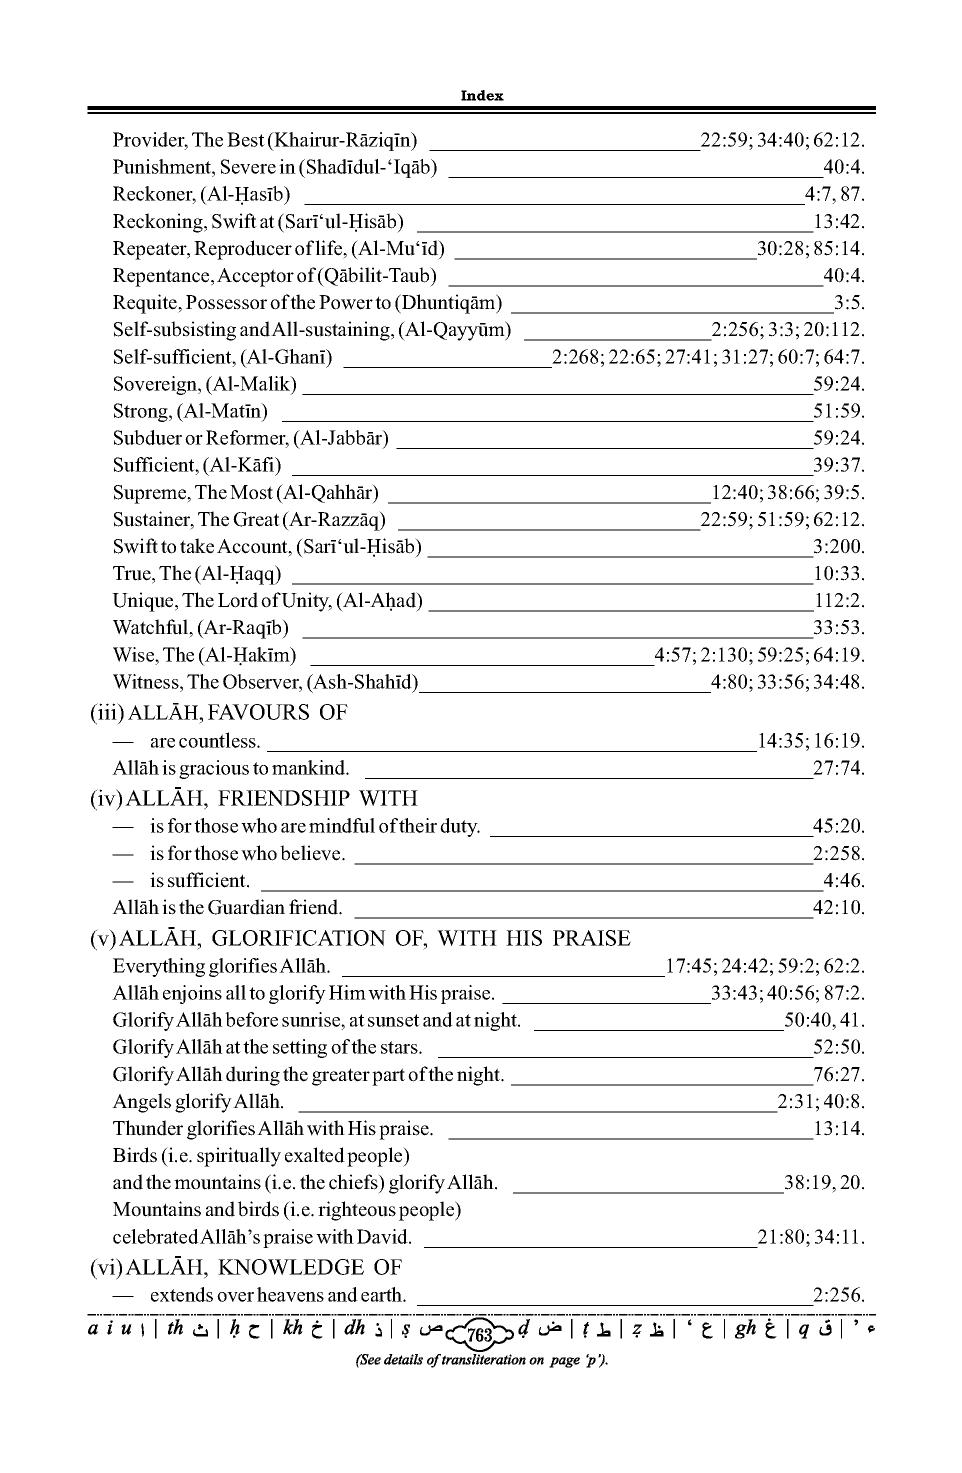 Index
Provider, The Best (Khairur-Rāziqīn) 22:59; 34:40; 62:12.
Punishment, Severe in (Shadīdul-‘Iqāb) 40:4.
Reckoner, (Al-Ḥasīb) 4:7, 87.
Reckoning, Swift at (Sarī‘ul-Ḥisāb) 13:42.
Repeater, Reproducer of life, (Al-Mu‘īd) 30:28; 85:14.
Repentance, Acceptor of (Qābilit-Taub) 40:4.
Requite, Possessor of the Power to (Dhuntiqām) 3:5.
Self-subsisting and All-sustaining, (Al-Qayyūm) 2:256; 3:3; 20:112.
Self-sufficient, (Al-Ghanī) 2:268; 22:65; 27:41; 31:27; 60:7; 64:7.
Sovereign, (Al-Malik) 59:24.
Strong, (Al-Matīn) 51:59.
Subduer or Reformer, (Al-Jabbār) 59:24.
Sufficient, (Al-Kāfi) 39:37.
Supreme, The Most (Al-Qahhār) 12:40; 38:66; 39:5.
Sustainer, The Great (Ar-Razzāq) 22:59; 51:59; 62:12.
Swift to take Account, (Sarī‘ul-Ḥisāb) 3:200.
True, The (Al-Ḥaqq) 10:33.
Unique, The Lord of Unity, (Al-Aḥad) 112:2.
Watchful, (Ar-Raqīb) 33:53.
Wise, The (Al-Ḥakīm) 4:57; 2:130; 59:25; 64:19.
Witness, The Observer, (Ash-Shahīd) 4:80; 33:56; 34:48.
(iii) ALLĀH, FAVOURS OF
— are countless. 14:35; 16:19.
Allāh is gracious to mankind. 27:74.
(iv) ALLĀH, FRIENDSHIP WITH
— is for those who are mindful of their duty. 45:20.
— is for those who believe. 2:258.
— is sufficient. 4:46.
Allāh is the Guardian friend. 42:10.
(v) ALLĀH, GLORIFICATION OF, WITH HIS PRAISE
Everything glorifies Allāh. 17:45; 24:42; 59:2; 62:2.
Allāh enjoins all to glorify Him with His praise. 33:43; 40:56; 87:2.
Glorify Allāh before sunrise, at sunset and at night. 50:40, 41.
Glorify Allāh at the setting of the stars. 52:50.
Glorify Allāh during the greater part of the night. 76:27.
Angels glorify Allāh. 2:31; 40:8.
Thunder glorifies Allāh with His praise. 13:14.
Birds (i.e. spiritually exalted people)
and the mountains (i.e. the chiefs) glorify Allāh. 38:19, 20.
Mountains and birds (i.e. righteous people)
celebrated Allāh’s praise with David. 21:80; 34:11.
(vi) ALLĀH, KNOWLEDGE OF
— extends over heavens and earth. 2:256.
a i u ا | th ث | ḥ ح | kh خ | dh ذ | ṣ ص 763 ḍ ض | ṭ ط | ẓ ظ | ‘ ع | gh غ | q ق | ’ ء
(See details of transliteration on page ‘p’).